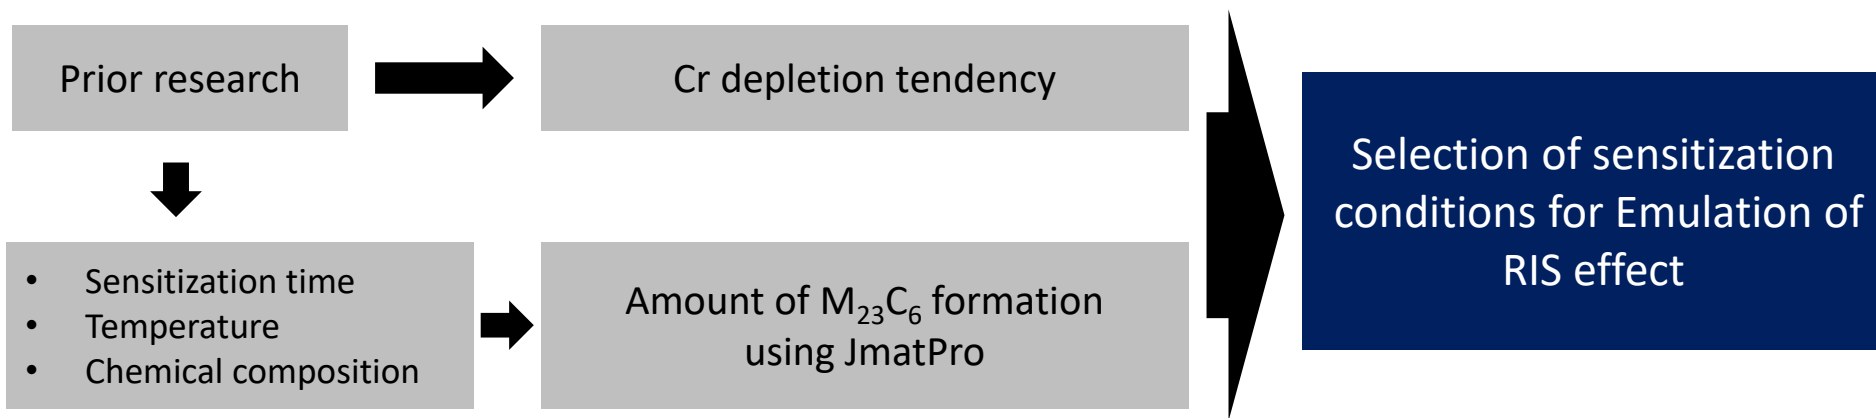 Prior research
Cr depletion tendency
• Sensitization time
• Temperature
• Chemical composition
Amount of M₂₃C₆ formation
using JmatPro
Selection of sensitization
conditions for Emulation of
RIS effect